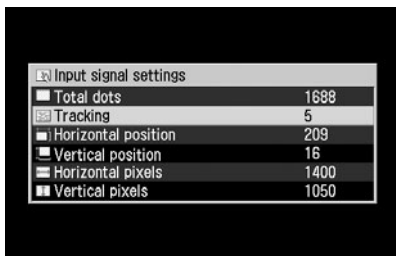 Input signal settings
Total dots 1688
Tracking 5
Horizontal position 209
Vertical position 16
Horizontal pixels 1400
Vertical pixels 1050